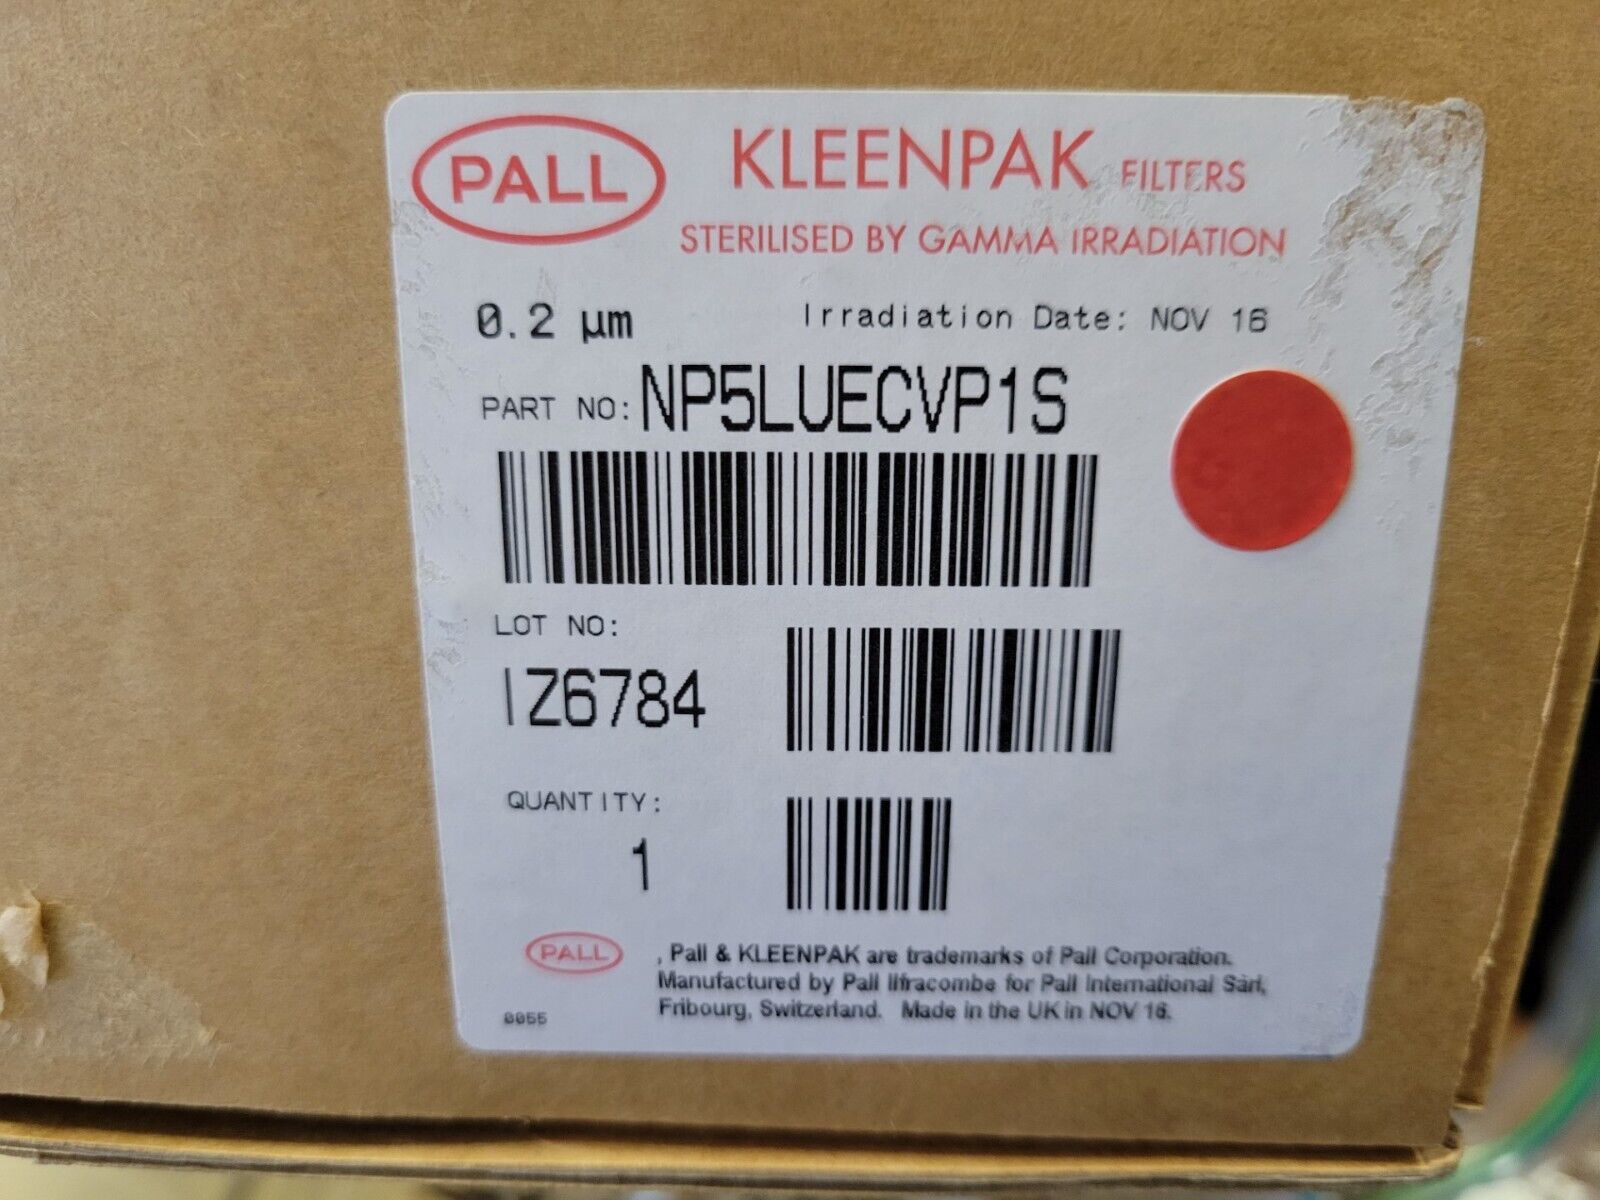 PALL
KLEENPAK FILTERS
STERILISED BY GAMMA IRRADIATION
0.2 µm
Irradiation Date: NOV 16
PART NO: NP5LUECVP1S
LOT NO:
IZ6784
QUANTITY:
1
PALL
, Pall & KLEENPAK are trademarks of Pall Corporation.
Manufactured by Pall Ilfracombe for Pall International Sàrl,
Fribourg, Switzerland. Made in the UK in NOV 16.
0055